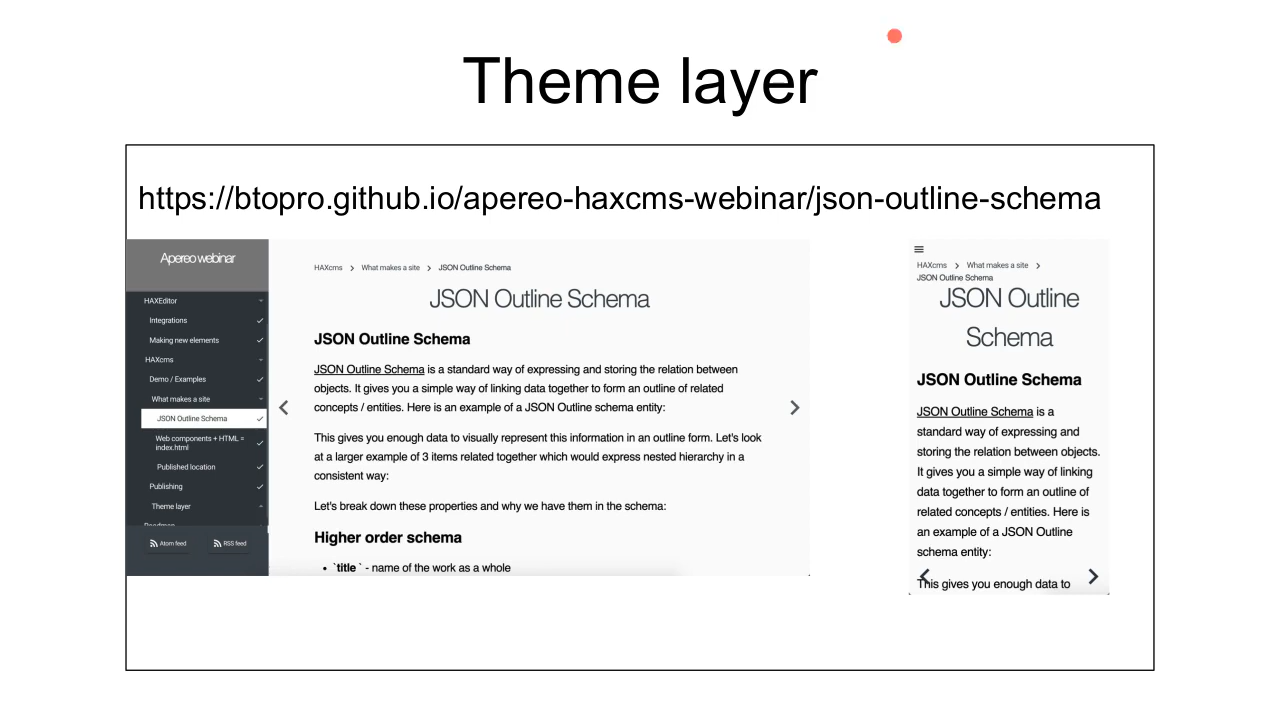 Theme layer
https://btopro.github.io/apereo-haxcms-webinar/json-outline-schema
Apereo webinar
HAXEditor
Integrations
Making new elements
HAXcms
Demo / Examples
What makes a site
JSON Outline Schema
Web components + HTML =
index.html
Published location
Publishing
Theme layer
Roadmap
Atom feed
RSS feed
HAXcms > What makes a site > JSON Outline Schema
JSON Outline Schema
JSON Outline Schema
JSON Outline Schema is a standard way of expressing and storing the relation between
objects. It gives you a simple way of linking data together to form an outline of related
concepts / entities. Here is an example of a JSON Outline schema entity:
This gives you enough data to visually represent this information in an outline form. Let's look
at a larger example of 3 items related together which would express nested hierarchy in a
consistent way:
Let's break down these properties and why we have them in the schema:
Higher order schema
• `title ` - name of the work as a whole
HAXcms > What makes a site >
JSON Outline Schema
JSON Outline
Schema
JSON Outline Schema
JSON Outline Schema is a
standard way of expressing and
storing the relation between objects.
It gives you a simple way of linking
data together to form an outline of
related concepts / entities. Here is
an example of a JSON Outline
schema entity:
This gives you enough data to